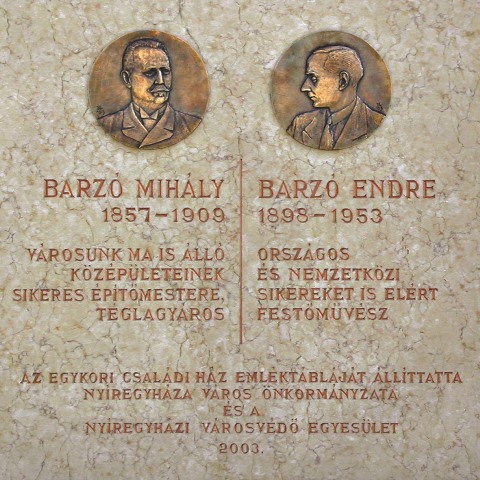 BARZÓ MIHÁLY
1857-1909
VÁROSUNK MA IS ÁLLÓ
KÖZÉPÜLETEINEK
SIKERES ÉPÍTŐMESTERE,
TÉGLAGYÁROS
BARZÓ ENDRE
1898-1953
ORSZÁGOS
ÉS NEMZETKÖZI
SIKEREKET IS ELÉRT
FESTŐMŰVÉSZ
AZ EGYKORI CSALÁDI HÁZ EMLÉKTÁBLÁJÁT ÁLLÍTTATTA
NYÍREGYHÁZA VÁROS ÖNKORMÁNYZATA
ÉS A
NYÍREGYHÁZI VÁROSVÉDŐ EGYESÜLET
2003.